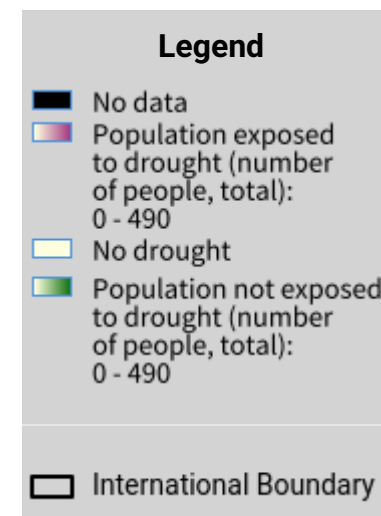 Legend
No data
Population exposed
to drought (number
of people, total):
0 - 490
No drought
Population not exposed
to drought (number
of people, total):
0 - 490
International Boundary